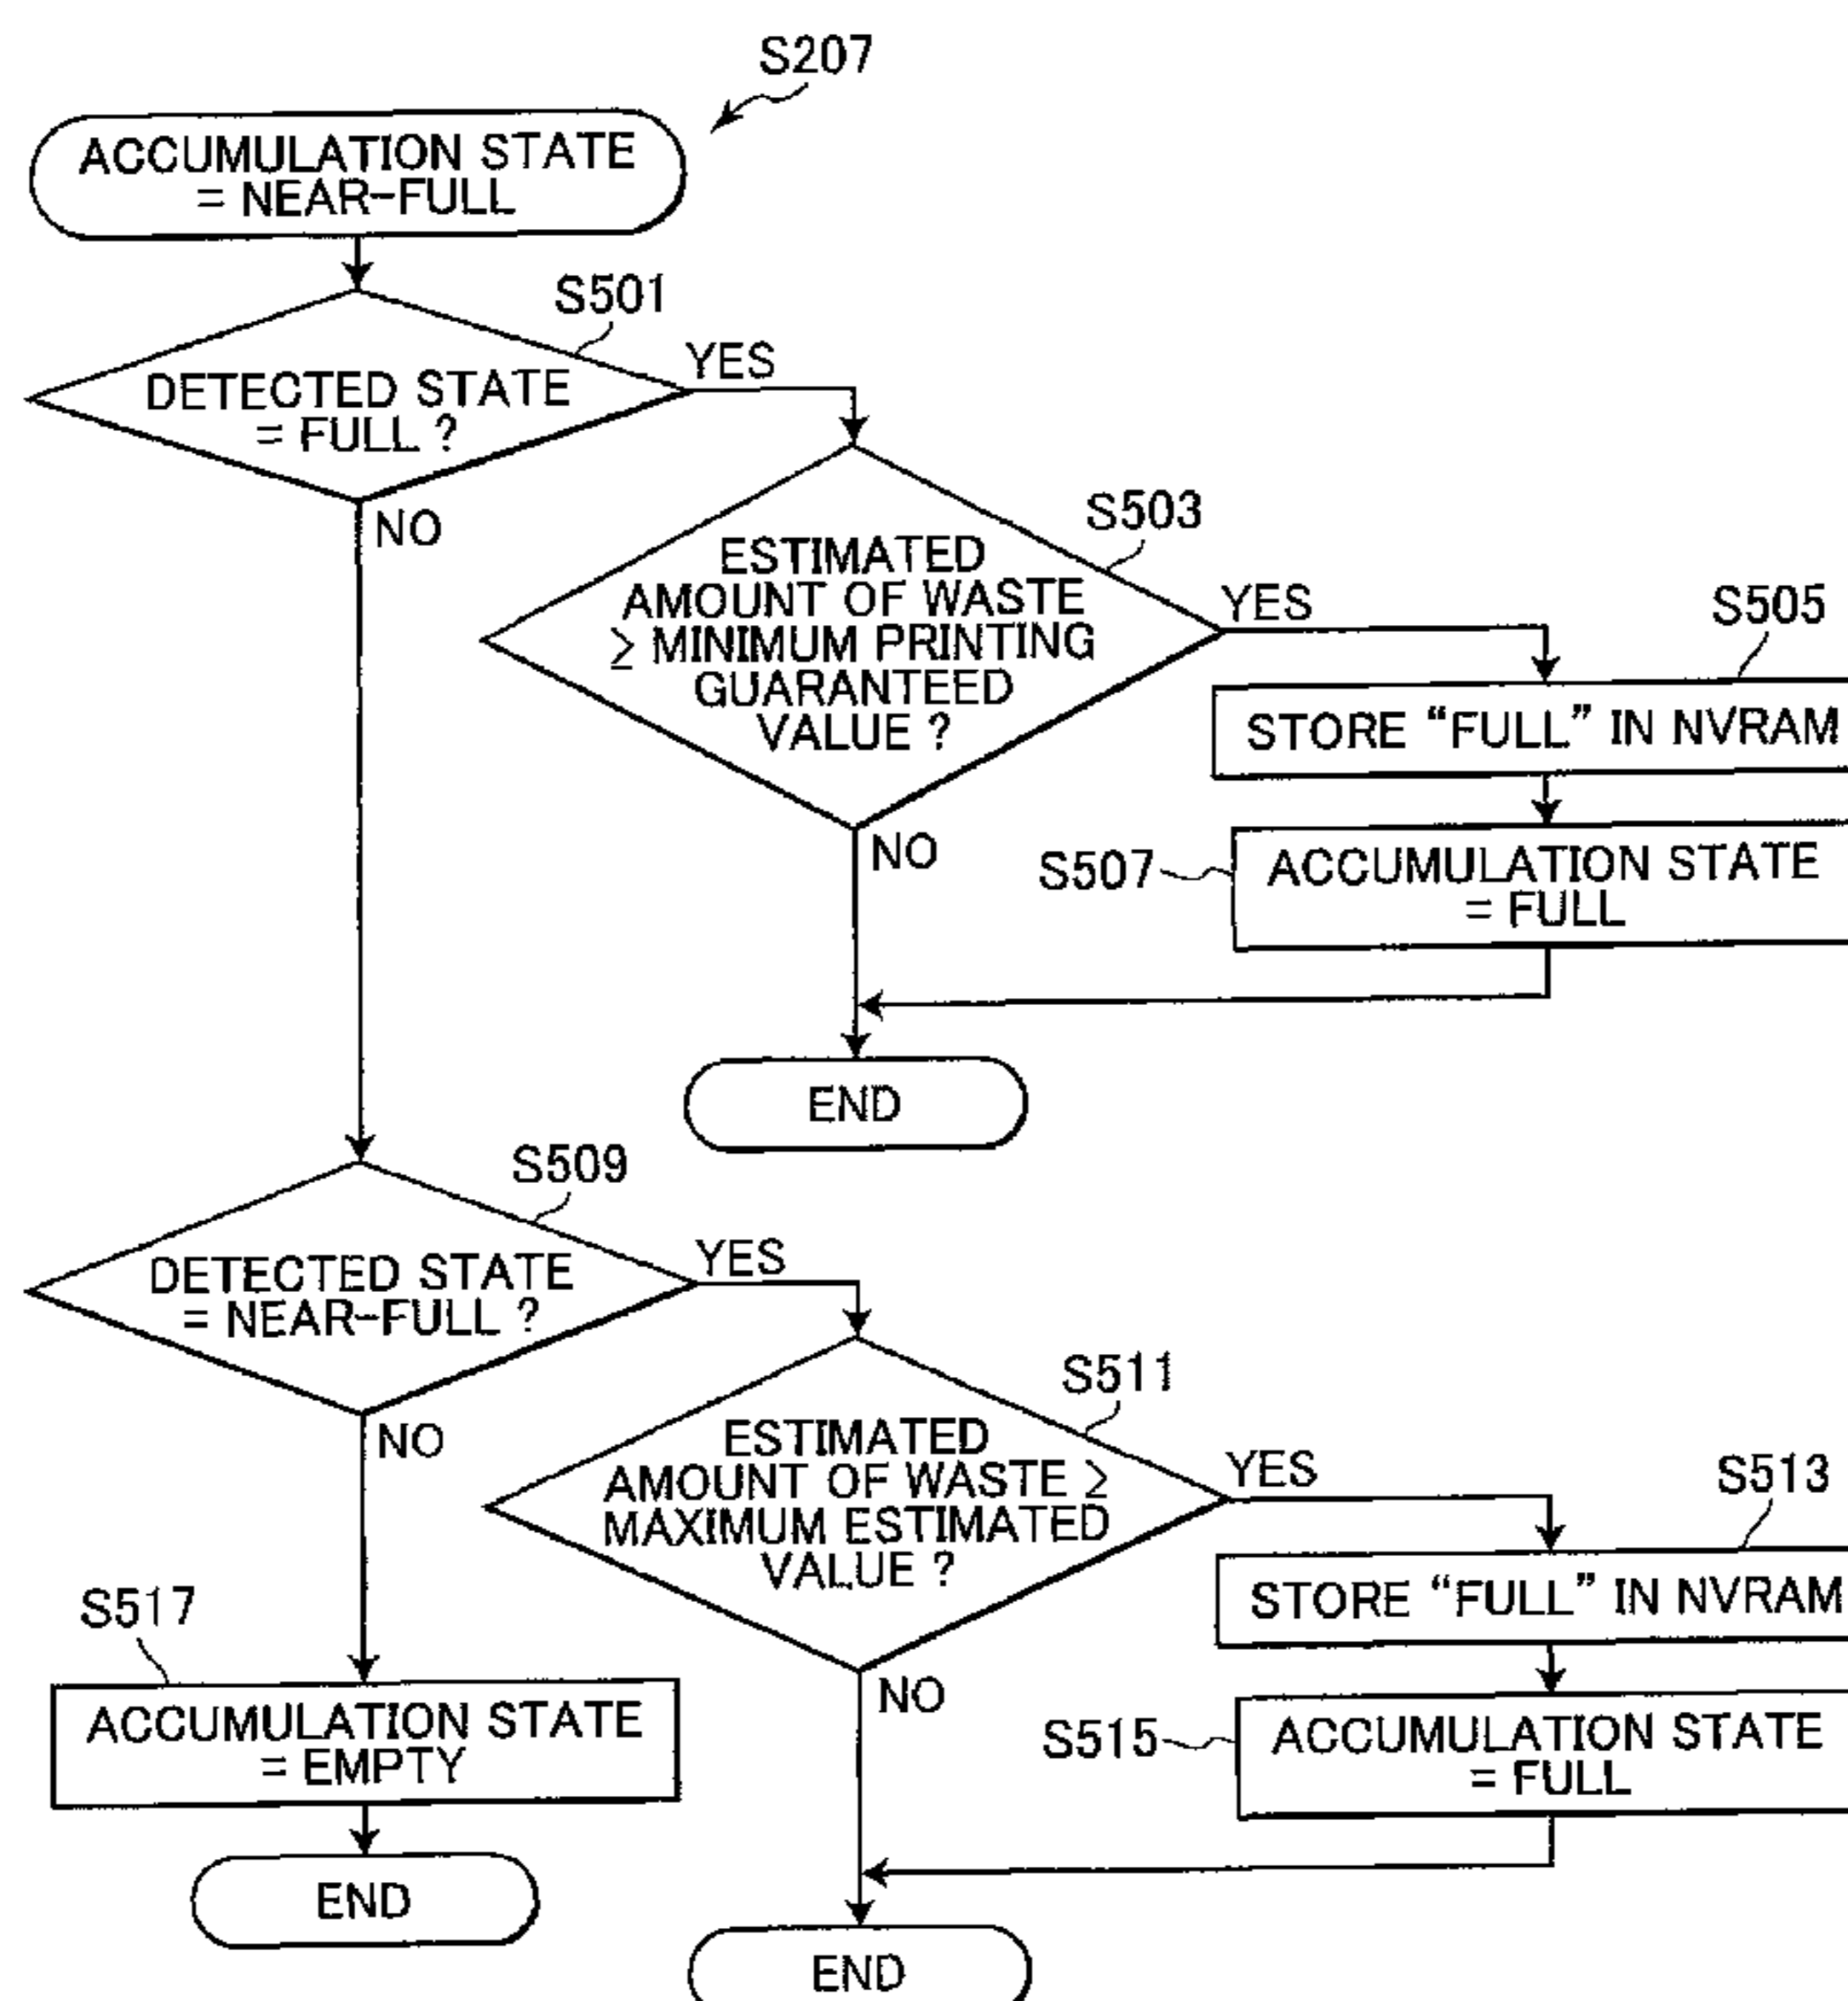 S207
ACCUMULATION STATE
= NEAR-FULL
S501
DETECTED STATE
= FULL ?
YES
NO
S503
ESTIMATED
AMOUNT OF WASTE
≥ MINIMUM PRINTING
GUARANTEED
VALUE ?
YES
NO
S505
STORE “FULL” IN NVRAM
S507
ACCUMULATION STATE
= FULL
END
S509
DETECTED STATE
= NEAR-FULL ?
YES
NO
S511
ESTIMATED
AMOUNT OF WASTE ≥
MAXIMUM ESTIMATED
VALUE ?
YES
NO
S513
STORE “FULL” IN NVRAM
S515
ACCUMULATION STATE
= FULL
END
S517
ACCUMULATION STATE
= EMPTY
END